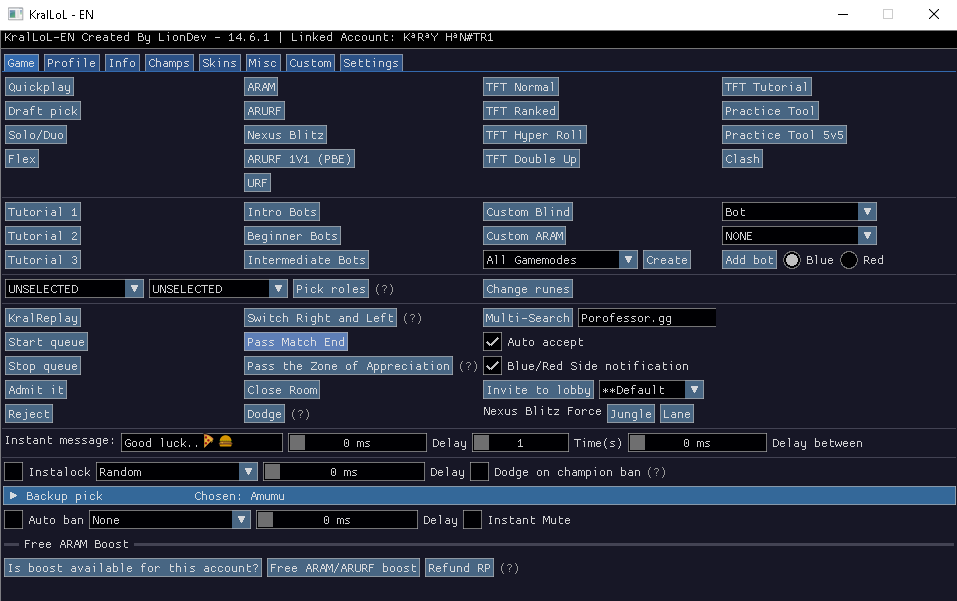 KralLoL - EN
KralLoL-EN Created By LionDev - 14.6.1 | Linked Account: KªRªY HªN#TR1
Game Profile Info Champs Skins Misc Custom Settings
Quickplay ARAM TFT Normal TFT Tutorial
Draft pick ARURF TFT Ranked Practice Tool
Solo/Duo Nexus Blitz TFT Hyper Roll Practice Tool 5v5
Flex ARURF 1V1 (PBE) TFT Double Up Clash
URF
Tutorial 1 Intro Bots Custom Blind Bot
Tutorial 2 Beginner Bots Custom ARAM NONE
Tutorial 3 Intermediate Bots All Gamemodes Create Add bot Blue Red
UNSELECTED UNSELECTED Pick roles (?) Change runes
KralReplay Switch Right and Left (?) Multi-Search Porofessor.gg
Start queue Pass Match End Auto accept
Stop queue Pass the Zone of Appreciation (?) Blue/Red Side notification
Admit it Close Room Invite to lobby **Default
Reject Dodge (?) Nexus Blitz Force Jungle Lane
Instant message: Good luck..🍕🍔 0 ms Delay 1 Time(s) 0 ms Delay between
Instalock Random 0 ms Delay Dodge on champion ban (?)
Backup pick Chosen: Amumu
Auto ban None 0 ms Delay Instant Mute
Free ARAM Boost
Is boost available for this account? Free ARAM/ARURF boost Refund RP (?)